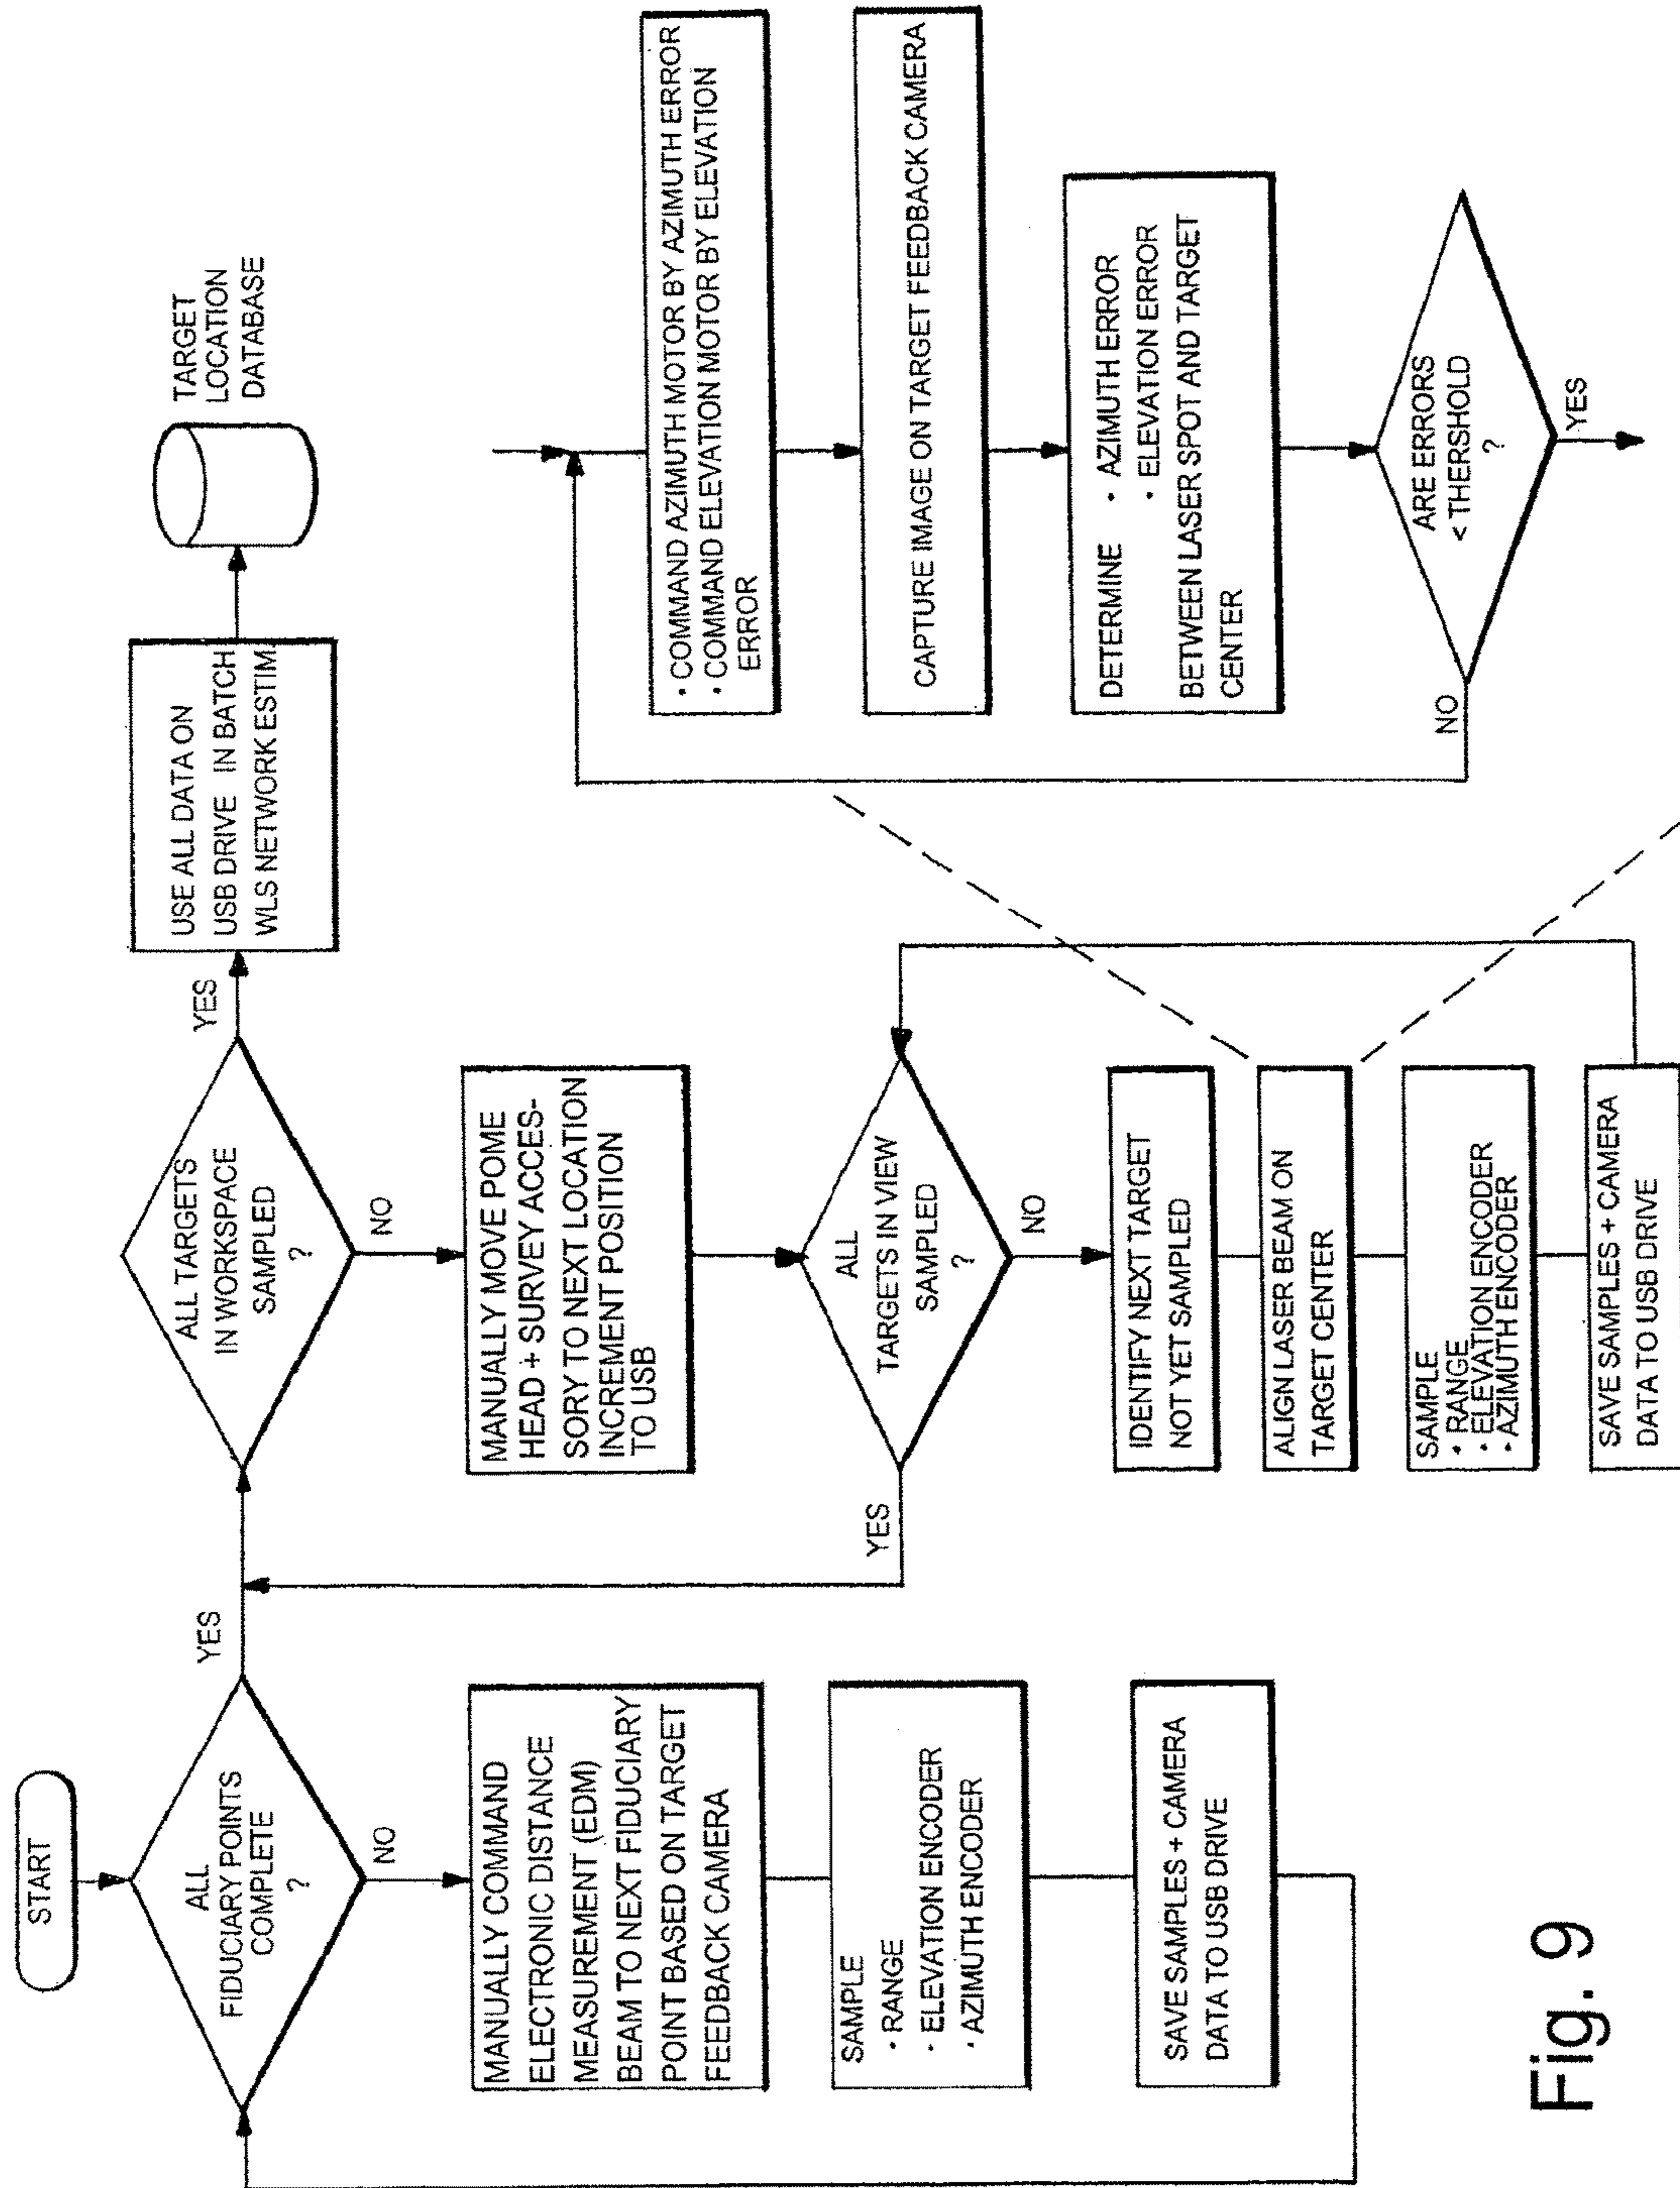 START
ALL
FIDUCIARY POINTS
COMPLETE
?
YES
NO
MANUALLY COMMAND
ELECTRONIC DISTANCE
MEASUREMENT (EDM)
BEAM TO NEXT FIDUCIARY
POINT BASED ON TARGET
FEEDBACK CAMERA
SAMPLE
• RANGE
• ELEVATION ENCODER
• AZIMUTH ENCODER
SAVE SAMPLES + CAMERA
DATA TO USB DRIVE
ALL TARGETS
IN WORKSPACE
SAMPLED
?
YES
NO
MANUALLY MOVE POME
HEAD + SURVEY ACCES-
SORY TO NEXT LOCATION
INCREMENT POSITION
TO USB
ALL
TARGETS IN VIEW
SAMPLED
?
YES
NO
IDENTIFY NEXT TARGET
NOT YET SAMPLED
ALIGN LASER BEAM ON
TARGET CENTER
SAMPLE
• RANGE
• ELEVATION ENCODER
• AZIMUTH ENCODER
SAVE SAMPLES + CAMERA
DATA TO USB DRIVE
USE ALL DATA ON
USB DRIVE IN BATCH
WLS NETWORK ESTIM
TARGET
LOCATION
DATABASE
• COMMAND AZIMUTH MOTOR BY AZIMUTH ERROR
• COMMAND ELEVATION MOTOR BY ELEVATION
ERROR
CAPTURE IMAGE ON TARGET FEEDBACK CAMERA
DETERMINE • AZIMUTH ERROR
• ELEVATION ERROR
BETWEEN LASER SPOT AND TARGET
CENTER
ARE ERRORS
< THERSHOLD
?
NO
YES
Fig. 9